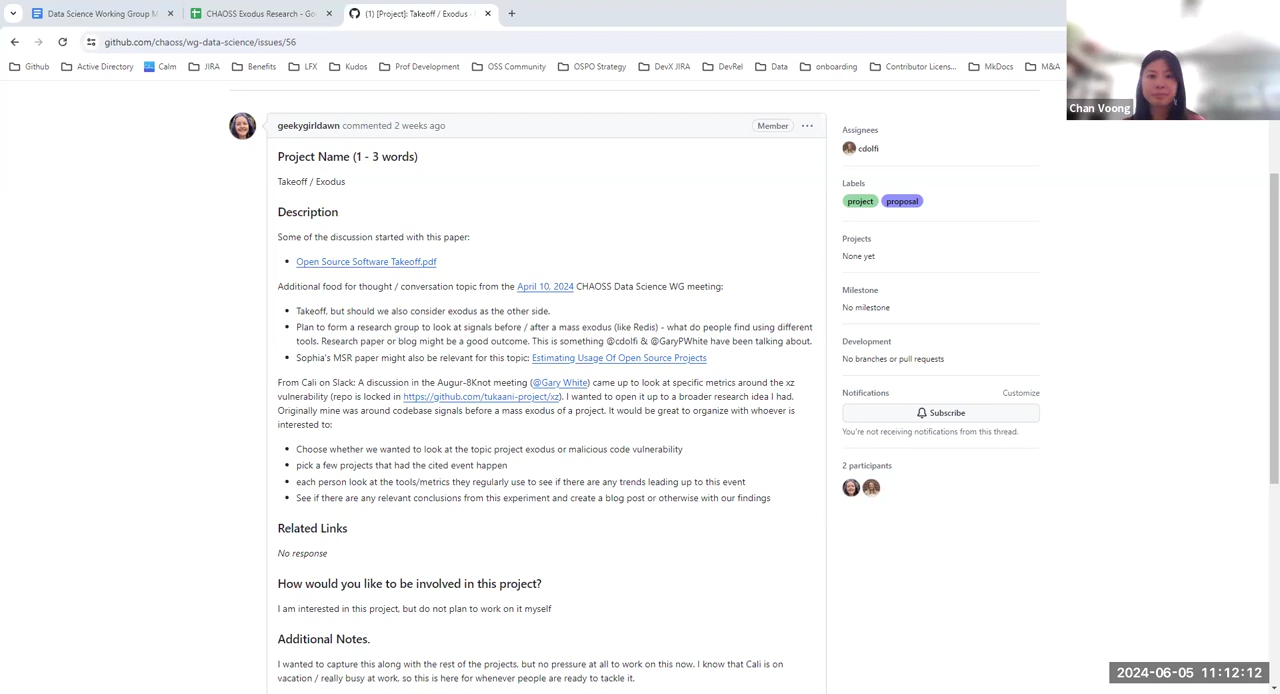 Data Science Working Group M
CHAOSS Exodus Research - Go
(1) [Project]: Takeoff / Exodus ·
github.com/chaoss/wg-data-science/issues/56
Github Active Directory Calm JIRA Benefits LFX Kudos Prof Development OSS Community OSPO Strategy DevX JIRA DevRel Data onboarding Contributor Licens... MkDocs M&A
Chan Voong
geekygirldawn commented 2 weeks ago
Member
Project Name (1 - 3 words)
Takeoff / Exodus
Description
Some of the discussion started with this paper:
Open Source Software Takeoff.pdf
Additional food for thought / conversation topic from the April 10, 2024 CHAOSS Data Science WG meeting:
Takeoff, but should we also consider exodus as the other side.
Plan to form a research group to look at signals before / after a mass exodus (like Redis) - what do people find using different
tools. Research paper or blog might be a good outcome. This is something @cdolfi & @GaryPWhite have been talking about.
Sophia's MSR paper might also be relevant for this topic: Estimating Usage Of Open Source Projects
From Cali on Slack: A discussion in the Augur-8Knot meeting (@Gary White) came up to look at specific metrics around the xz
vulnerability (repo is locked in https://github.com/tukaani-project/xz). I wanted to open it up to a broader research idea I had.
Originally mine was around codebase signals before a mass exodus of a project. It would be great to organize with whoever is
interested to:
Choose whether we wanted to look at the topic project exodus or malicious code vulnerability
pick a few projects that had the cited event happen
each person look at the tools/metrics they regularly use to see if there are any trends leading up to this event
See if there are any relevant conclusions from this experiment and create a blog post or otherwise with our findings
Related Links
No response
How would you like to be involved in this project?
I am interested in this project, but do not plan to work on it myself
Additional Notes.
I wanted to capture this along with the rest of the projects, but no pressure at all to work on this now. I know that Cali is on
vacation / really busy at work, so this is here for whenever people are ready to tackle it.
Assignees
cdolfi
Labels
project proposal
Projects
None yet
Milestone
No milestone
Development
No branches or pull requests
Notifications
Customize
Subscribe
You're not receiving notifications from this thread.
2 participants
2024-06-05 11:12:12